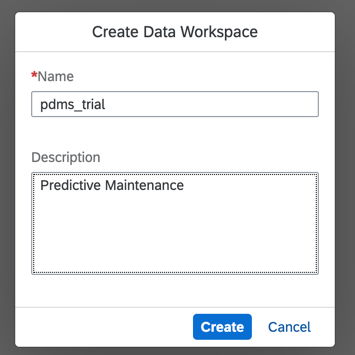 Create Data Workspace
*Name
pdms_trial
Description
Predictive Maintenance
Create Cancel